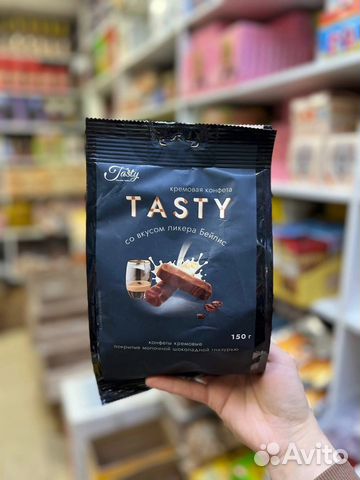 Tasty
кремовая конфета
TASTY
со вкусом ликера Бейлис
150 г
конфеты кремовые
покрытые молочной шоколадной глазурью
Avito